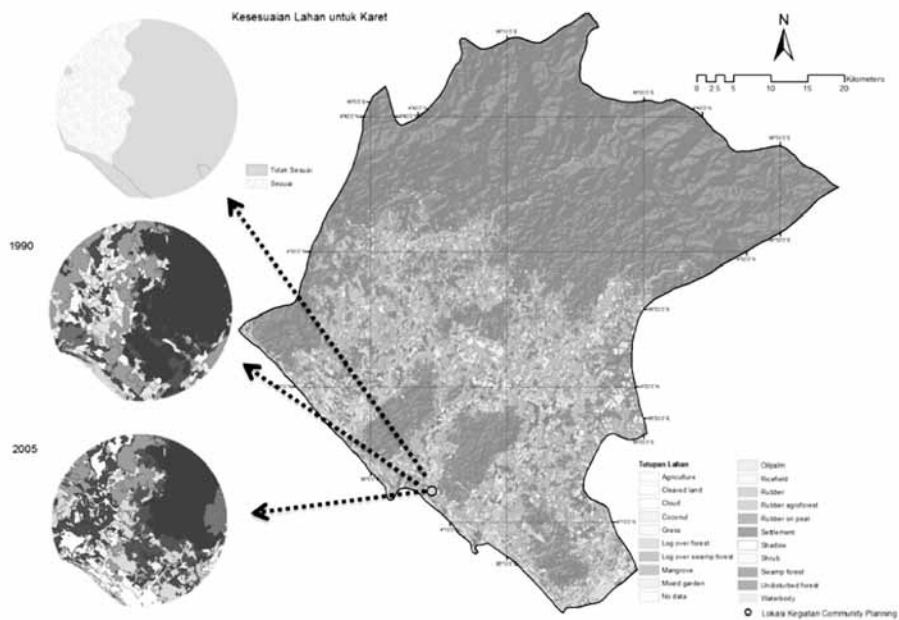 Kesesuaian Lahan untuk Karet
N
Kilometers
0 2.5 5 10 15 20
Tidak Sesuai
Sesuai
1990
2005
Tutupan Lahan
Agriculture
Cleared land
Cloud
Coconut
Grass
Log over forest
Log over swamp forest
Mangrove
Mixed garden
No data
Oilpalm
Ricefield
Rubber
Rubber agroforest
Rubber on peat
Settlement
Shadow
Shrub
Swamp forest
Undisturbed forest
Waterbody
Lokasi Kegiatan Community Planning